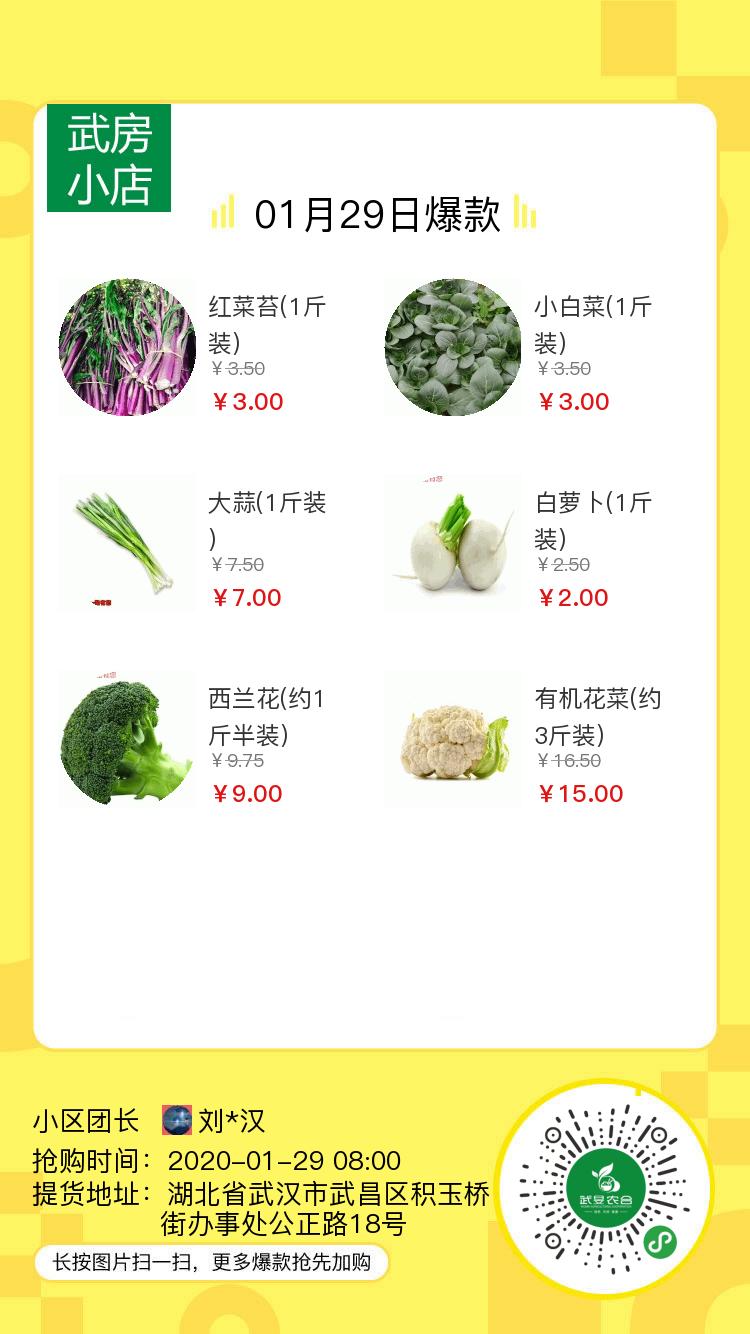 武房
小店
01月29日爆款
红菜苔(1斤
装)
￥3.50
￥3.00
小白菜(1斤
装)
￥3.50
￥3.00
大蒜(1斤装
)
￥7.50
￥7.00
白萝卜(1斤
装)
￥2.50
￥2.00
西兰花(约1
斤半装)
￥9.75
￥9.00
有机花菜(约
3斤装)
￥16.50
￥15.00
小区团长 刘*汉
抢购时间：2020-01-29 08:00
提货地址：湖北省武汉市武昌区积玉桥
街办事处公正路18号
长按图片扫一扫，更多爆款抢先加购